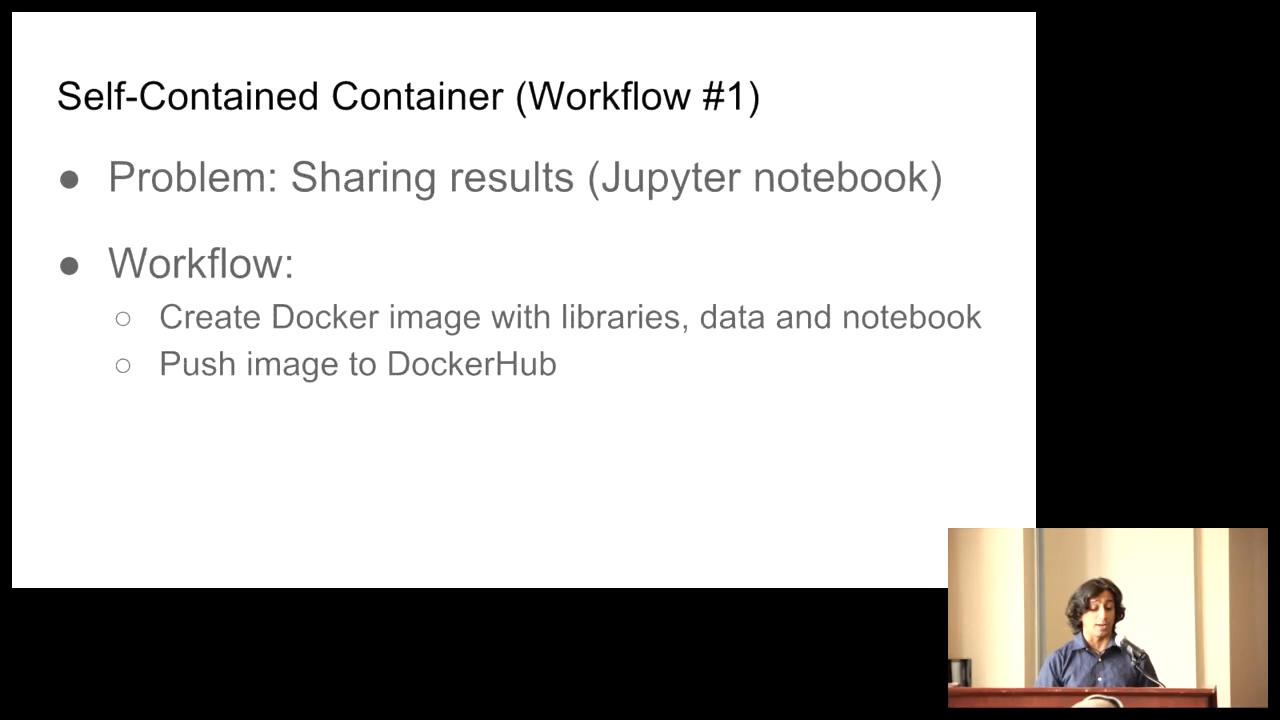 Self-Contained Container (Workflow #1)
● Problem: Sharing results (Jupyter notebook)
● Workflow:
○ Create Docker image with libraries, data and notebook
○ Push image to DockerHub